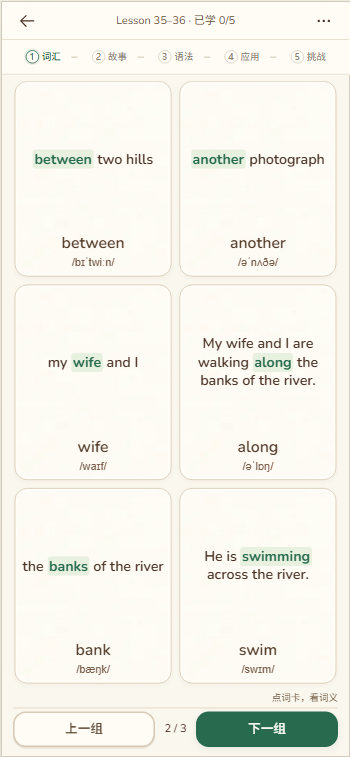 Lesson 35–36 · 已学 0/5
1 词汇 – 2 故事 – 3 语法 – 4 应用 – 5 挑战
between two hills
between
/bɪˈtwiːn/
another photograph
another
/əˈnʌðə/
my wife and I
wife
/waɪf/
My wife and I are
walking along the
banks of the river.
along
/əˈlɒŋ/
the banks of the river
bank
/bæŋk/
He is swimming
across the river.
swim
/swɪm/
点词卡，看词义
上一组
2 / 3
下一组